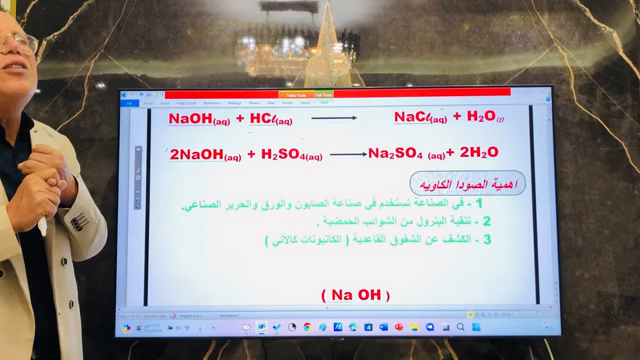 NaOH(aq) + HCℓ(aq) ⟶ NaCℓ(aq) + H₂O(ℓ)
2NaOH(aq) + H₂SO₄(aq) ⟶ Na₂SO₄ (aq) + 2H₂O
اهمية الصودا الكاويه
1 - في الصناعة تستخدم في صناعة الصابون والورق والحرير الصناعي.
2 - تنقية البترول من الشوائب الحمضية .
3 - الكشف عن الشقوق القاعدية ( الكاتيونات كالآتي )
( Na OH )